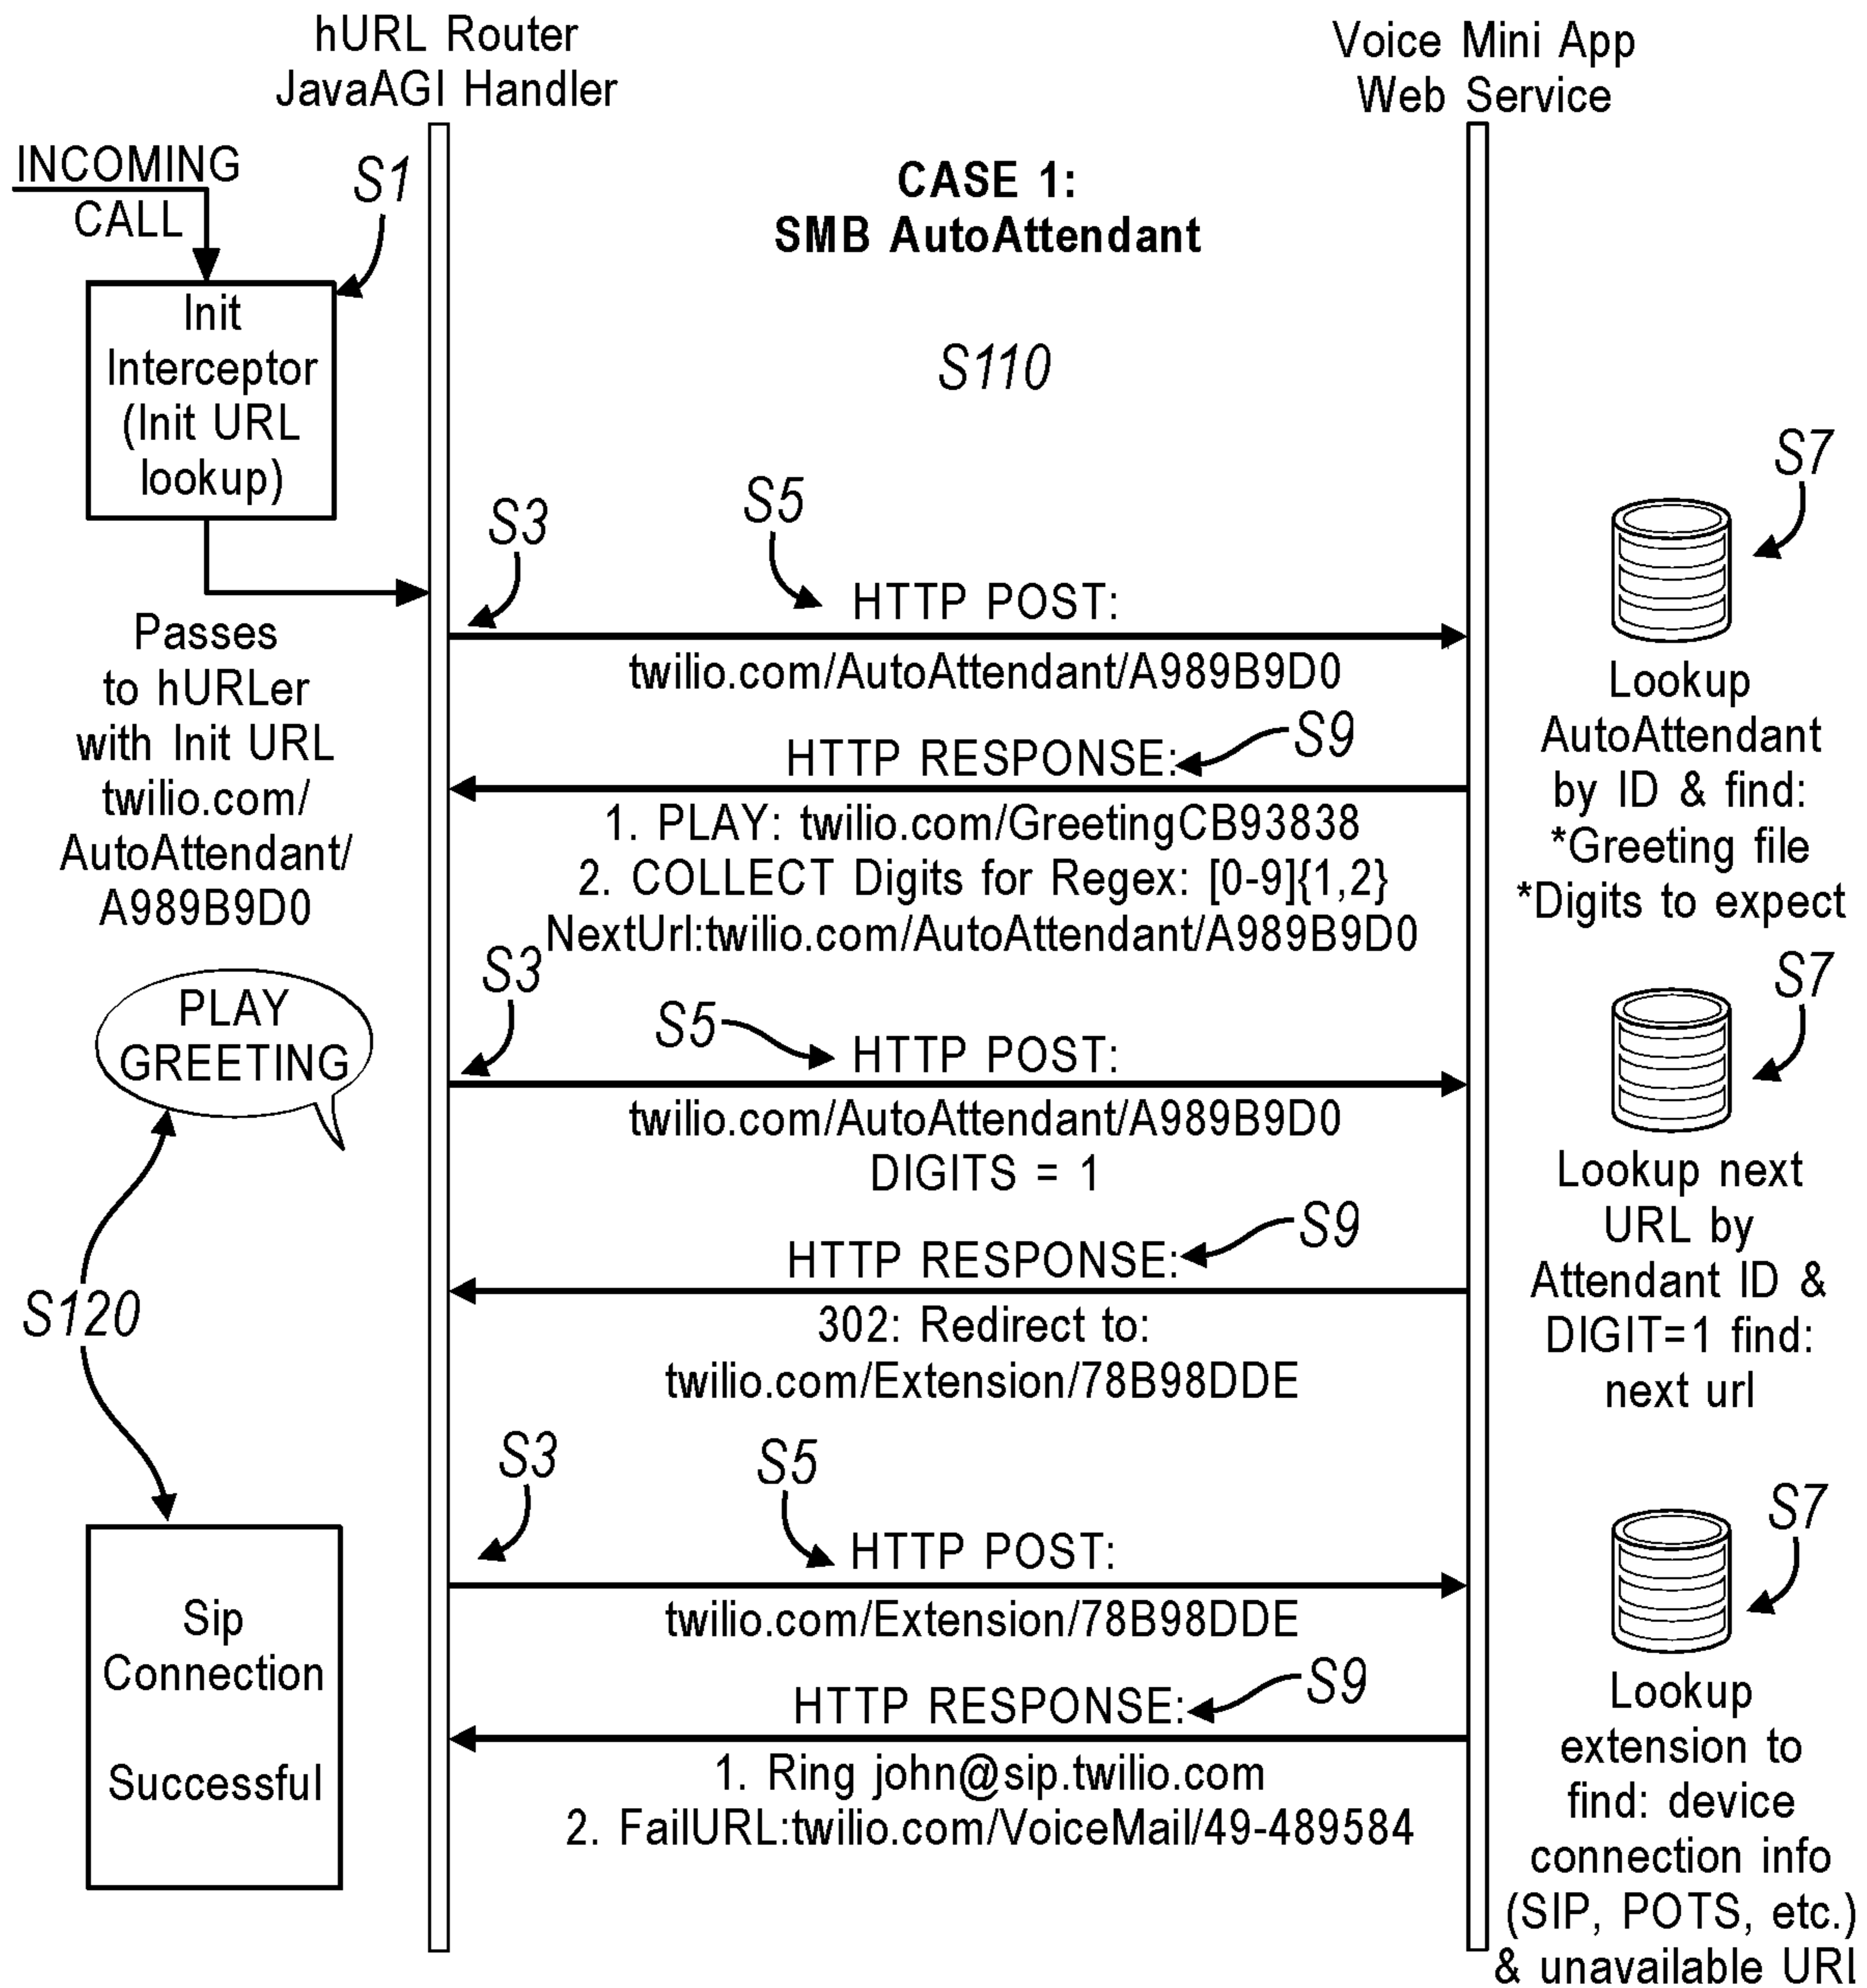 hURL Router
JavaAGI Handler
Voice Mini App
Web Service
INCOMING
CALL
S1
CASE 1:
SMB AutoAttendant
S110
Init
Interceptor
(Init URL
lookup)
S3
S5
HTTP POST:
twilio.com/AutoAttendant/A989B9D0
S7
Lookup
AutoAttendant
by ID & find:
*Greeting file
*Digits to expect
Passes
to hURLer
with Init URL
twilio.com/
AutoAttendant/
A989B9D0
HTTP RESPONSE:
S9
1. PLAY: twilio.com/GreetingCB93838
2. COLLECT Digits for Regex: [0-9]{1,2}
NextUrl:twilio.com/AutoAttendant/A989B9D0
PLAY
GREETING
S3
S5
HTTP POST:
twilio.com/AutoAttendant/A989B9D0
DIGITS = 1
S7
Lookup next
URL by
Attendant ID &
DIGIT=1 find:
next url
HTTP RESPONSE:
S9
302: Redirect to:
twilio.com/Extension/78B98DDE
S120
S3
S5
HTTP POST:
twilio.com/Extension/78B98DDE
S7
Lookup
extension to
find: device
connection info
(SIP, POTS, etc.)
& unavailable URI
Sip
Connection
Successful
HTTP RESPONSE:
S9
1. Ring john@sip.twilio.com
2. FailURL:twilio.com/VoiceMail/49-489584